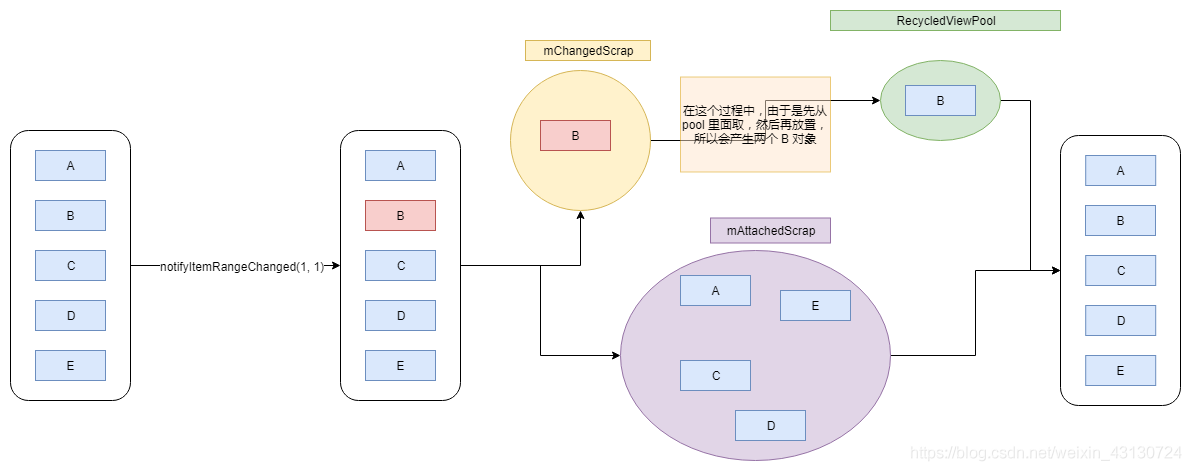 RecycledViewPool
mChangedScrap
B
B
在这个过程中，由于是先从
pool 里面取，然后再放置，
所以会产生两个 B 对象
A
B
C
D
E
notifyItemRangeChanged(1, 1)
A
B
C
D
E
mAttachedScrap
A
E
C
D
A
B
C
D
E
https://blog.csdn.net/weixin_43130724